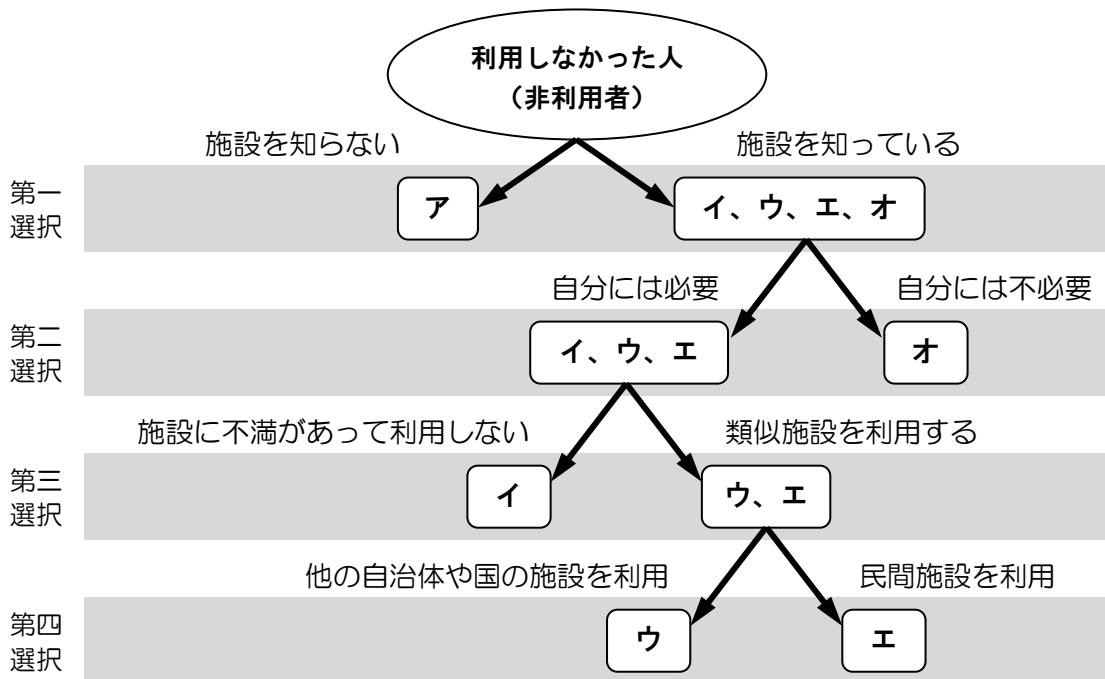 利用しなかった人
（非利用者）
施設を知らない
施設を知っている
第一
選択
ア
イ、ウ、エ、オ
自分には必要
自分には不必要
第二
選択
イ、ウ、エ
オ
施設に不満があって利用しない
類似施設を利用する
第三
選択
イ
ウ、エ
他の自治体や国の施設を利用
民間施設を利用
第四
選択
ウ
エ